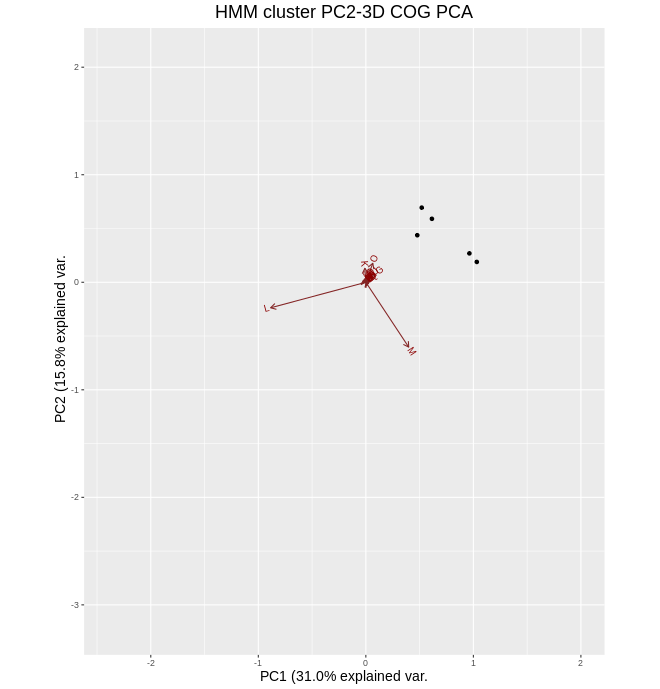 HMM cluster PC2-3D COG PCA
PC2 (15.8% explained var.
2
1
0
-1
-2
-3
K
O
G
L
M
-2
-1
0
1
2
PC1 (31.0% explained var.